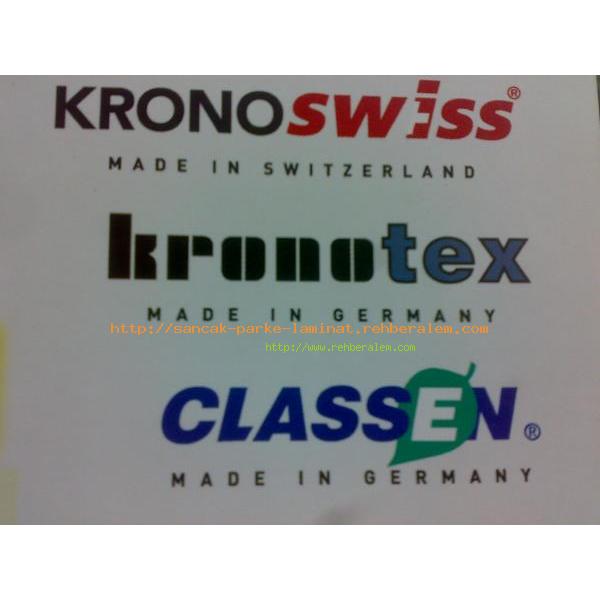 KRONOSWISS®
MADE IN SWITZERLAND
kronotex
MADE IN GERMANY
http://sancak-parke-laminat.rehberalem.com
http://www.rehberalem.com
CLASSEN®
MADE IN GERMANY